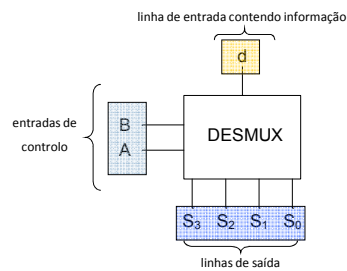 linha de entrada contendo informação
d
entradas de
controlo
B
A
DESMUX
S₃ S₂ S₁ S₀
linhas de saída